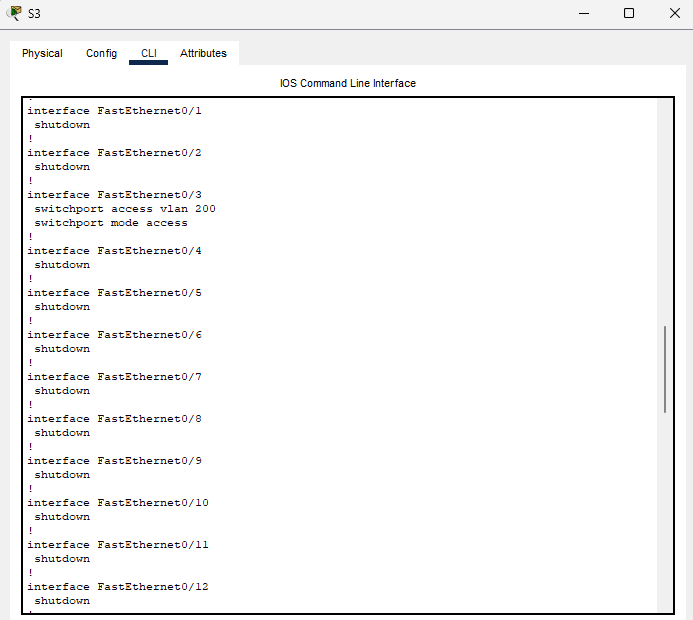 S3
Physical Config CLI Attributes
IOS Command Line Interface
!
interface FastEthernet0/1
 shutdown
!
interface FastEthernet0/2
 shutdown
!
interface FastEthernet0/3
 switchport access vlan 200
 switchport mode access
!
interface FastEthernet0/4
 shutdown
!
interface FastEthernet0/5
 shutdown
!
interface FastEthernet0/6
 shutdown
!
interface FastEthernet0/7
 shutdown
!
interface FastEthernet0/8
 shutdown
!
interface FastEthernet0/9
 shutdown
!
interface FastEthernet0/10
 shutdown
!
interface FastEthernet0/11
 shutdown
!
interface FastEthernet0/12
 shutdown
!